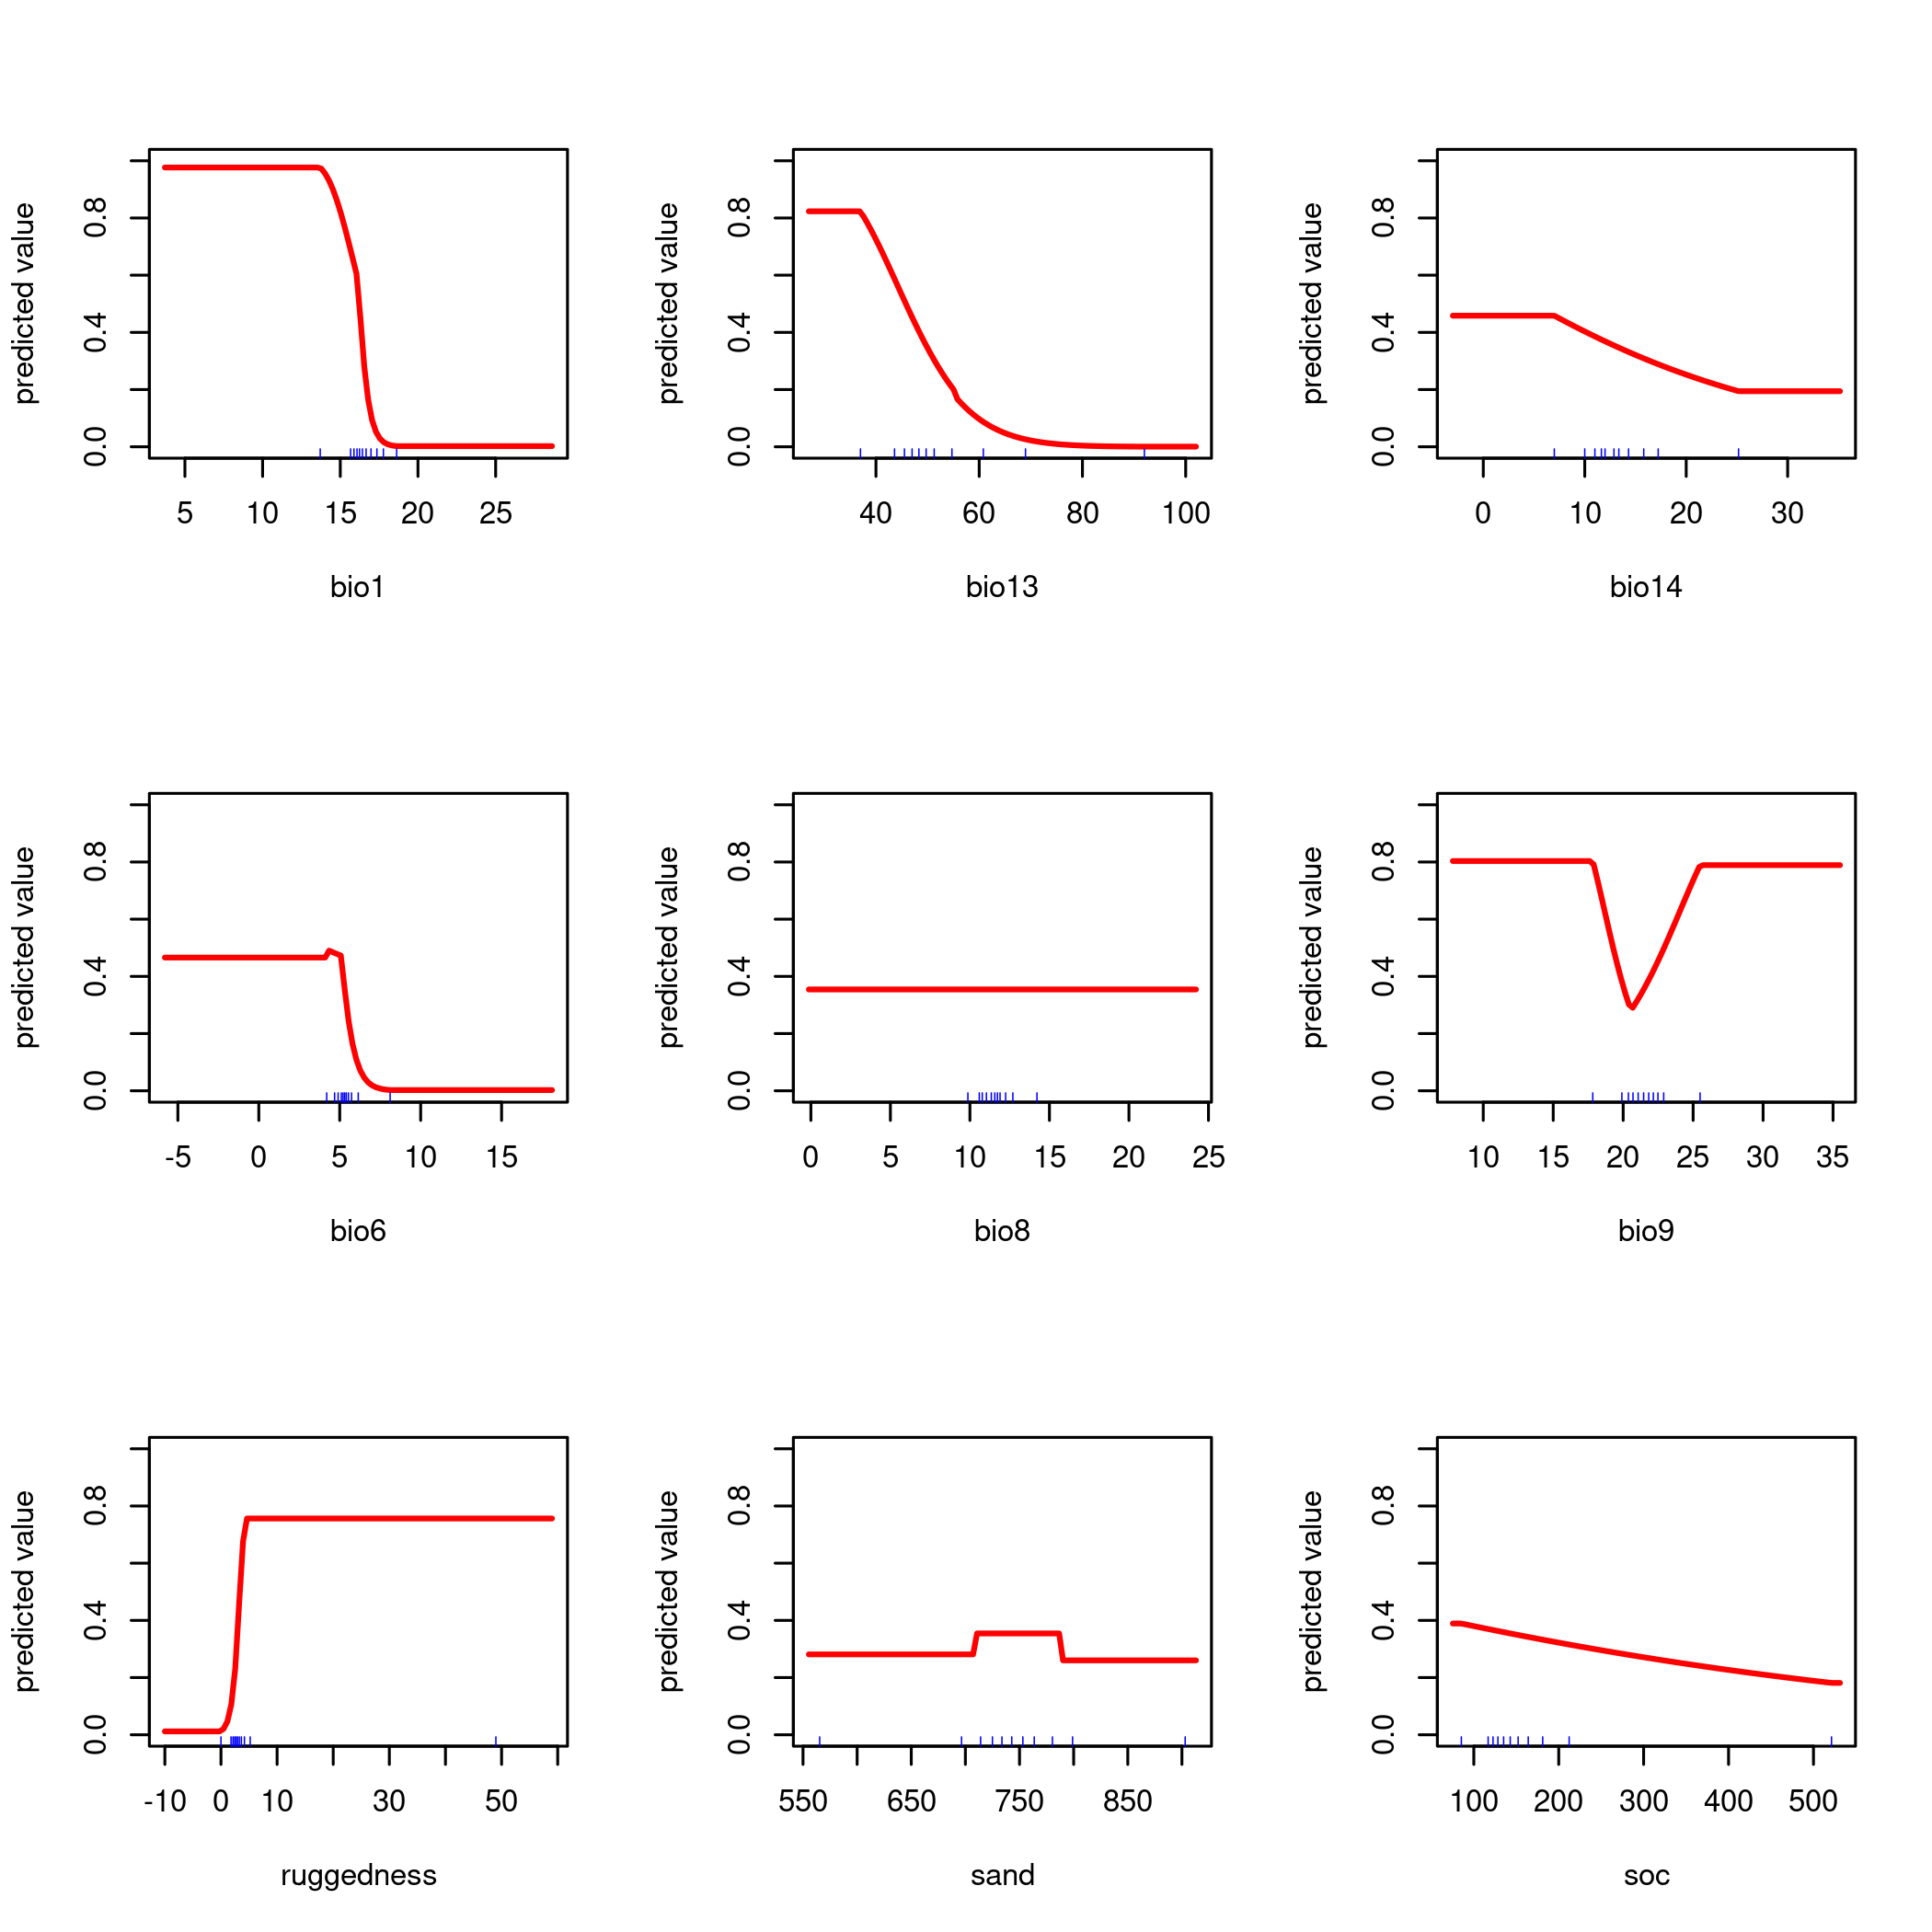 predicted value
0.0 0.4 0.8
5 10 15 20 25
bio1
predicted value
0.0 0.4 0.8
40 60 80 100
bio13
predicted value
0.0 0.4 0.8
0 10 20 30
bio14
predicted value
0.0 0.4 0.8
-5 0 5 10 15
bio6
predicted value
0.0 0.4 0.8
0 5 10 15 20 25
bio8
predicted value
0.0 0.4 0.8
10 15 20 25 30 35
bio9
predicted value
0.0 0.4 0.8
-10 0 10 30 50
ruggedness
predicted value
0.0 0.4 0.8
550 650 750 850
sand
predicted value
0.0 0.4 0.8
100 200 300 400 500
soc